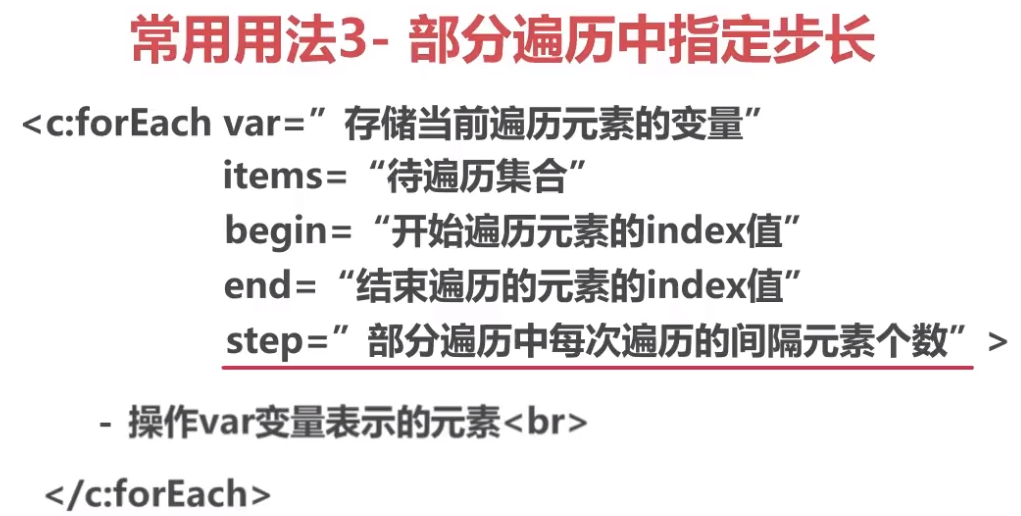 常用用法3- 部分遍历中指定步长
<c:forEach var=”存储当前遍历元素的变量”
items=“待遍历集合”
begin=“开始遍历元素的index值”
end=“结束遍历的元素的index值”
step=”部分遍历中每次遍历的间隔元素个数”>
- 操作var变量表示的元素<br>
</c:forEach>